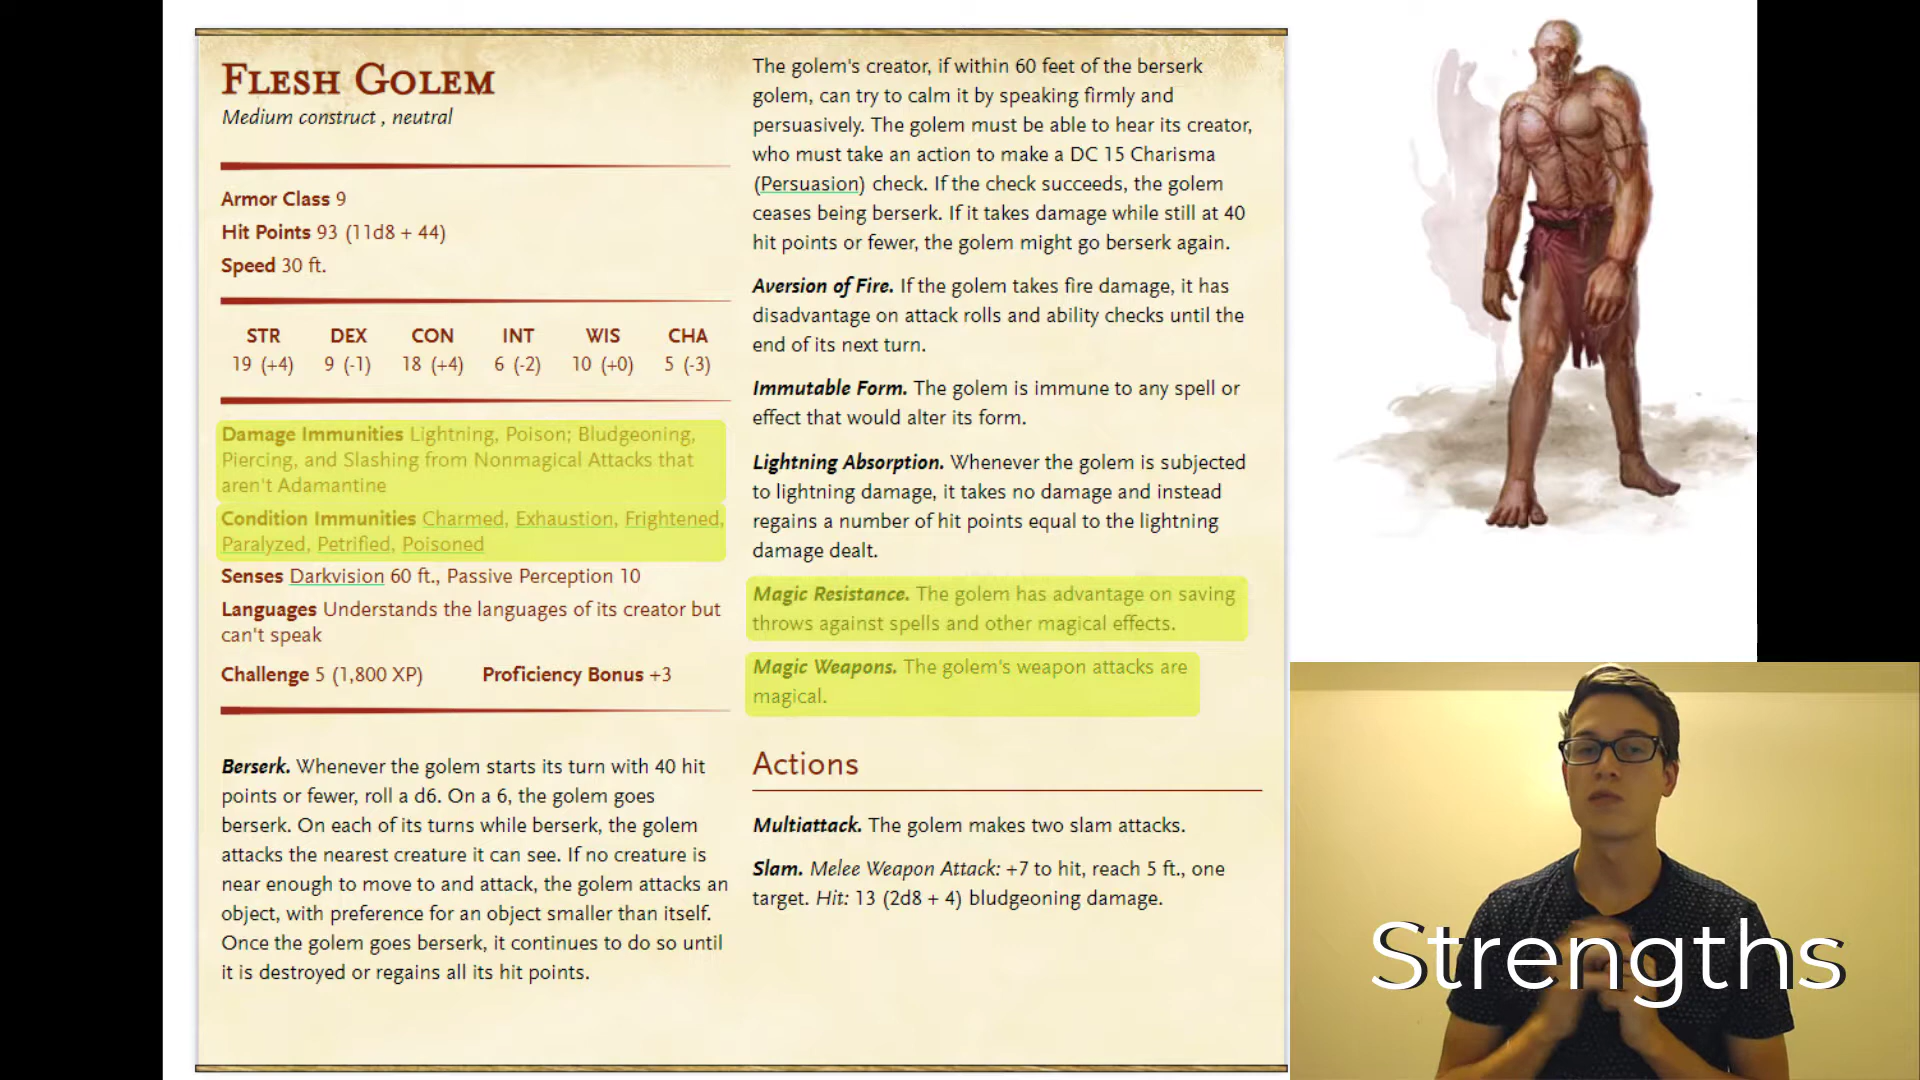 FLESH GOLEM
Medium construct , neutral
Armor Class 9
Hit Points 93 (11d8 + 44)
Speed 30 ft.
STR DEX CON INT WIS CHA
19 (+4) 9 (-1) 18 (+4) 6 (-2) 10 (+0) 5 (-3)
Damage Immunities Lightning, Poison; Bludgeoning,
Piercing, and Slashing from Nonmagical Attacks that
aren't Adamantine
Condition Immunities Charmed, Exhaustion, Frightened,
Paralyzed, Petrified, Poisoned
Senses Darkvision 60 ft., Passive Perception 10
Languages Understands the languages of its creator but
can't speak
Challenge 5 (1,800 XP) Proficiency Bonus +3
Berserk. Whenever the golem starts its turn with 40 hit
points or fewer, roll a d6. On a 6, the golem goes
berserk. On each of its turns while berserk, the golem
attacks the nearest creature it can see. If no creature is
near enough to move to and attack, the golem attacks an
object, with preference for an object smaller than itself.
Once the golem goes berserk, it continues to do so until
it is destroyed or regains all its hit points.
The golem's creator, if within 60 feet of the berserk
golem, can try to calm it by speaking firmly and
persuasively. The golem must be able to hear its creator,
who must take an action to make a DC 15 Charisma
(Persuasion) check. If the check succeeds, the golem
ceases being berserk. If it takes damage while still at 40
hit points or fewer, the golem might go berserk again.
Aversion of Fire. If the golem takes fire damage, it has
disadvantage on attack rolls and ability checks until the
end of its next turn.
Immutable Form. The golem is immune to any spell or
effect that would alter its form.
Lightning Absorption. Whenever the golem is subjected
to lightning damage, it takes no damage and instead
regains a number of hit points equal to the lightning
damage dealt.
Magic Resistance. The golem has advantage on saving
throws against spells and other magical effects.
Magic Weapons. The golem's weapon attacks are
magical.
Actions
Multiattack. The golem makes two slam attacks.
Slam. Melee Weapon Attack: +7 to hit, reach 5 ft., one
target. Hit: 13 (2d8 + 4) bludgeoning damage.
Strengths